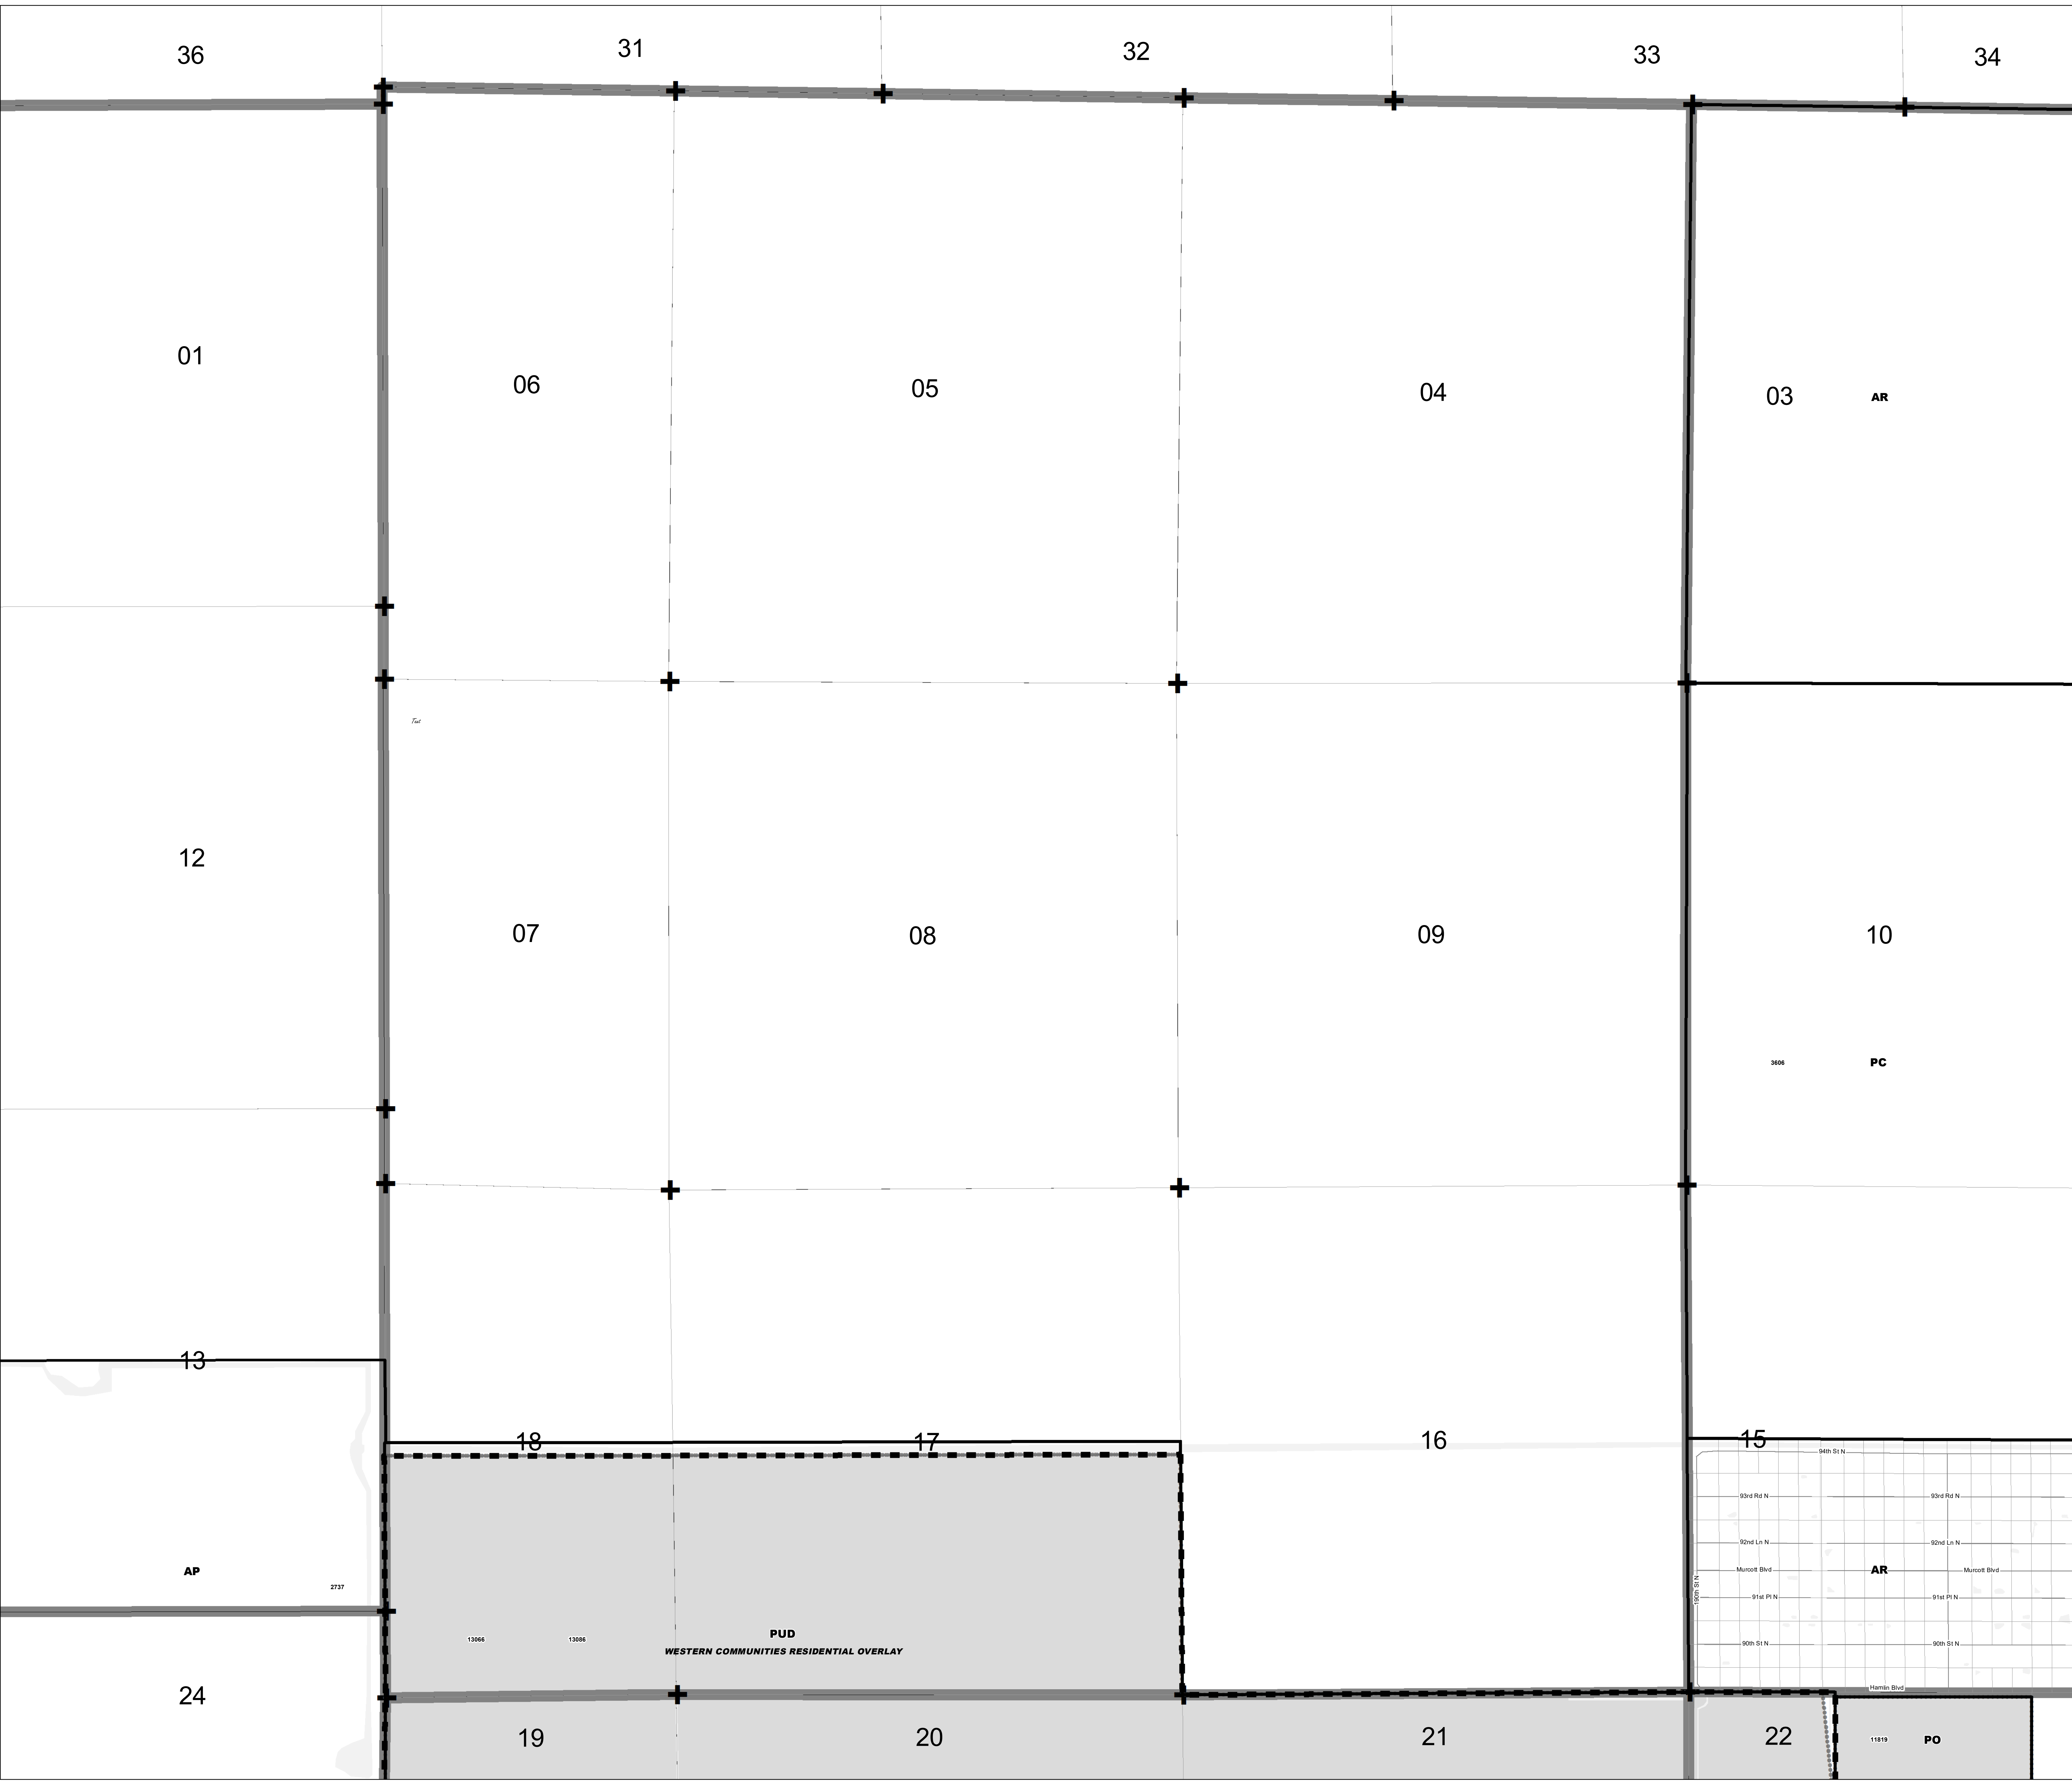 36
31
32
33
34
01
06
05
04
03
AR
Text
12
07
08
09
10
3606
PC
13
18
17
16
15
94th St N
93rd Rd N
93rd Rd N
92nd Ln N
92nd Ln N
Murcott Blvd
AR
Murcott Blvd
AP
2737
190th St N
91st Pl N
91st Pl N
PUD
13066
13086
WESTERN COMMUNITIES RESIDENTIAL OVERLAY
90th St N
90th St N
Hamlin Blvd
24
19
20
21
22
11819
PO